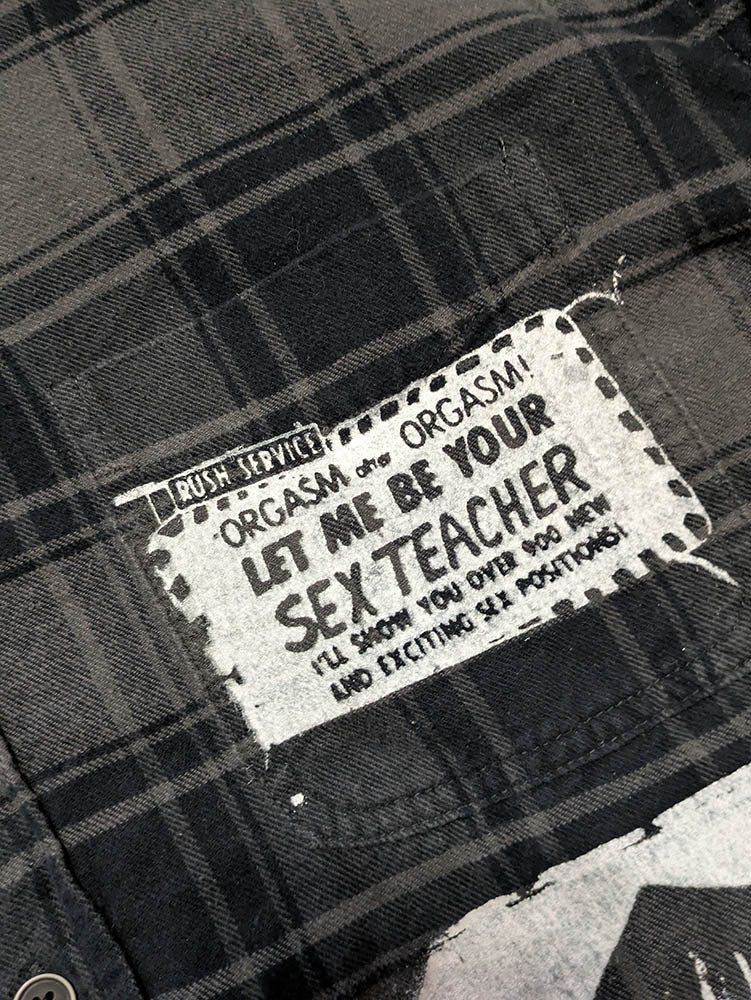 RUSH SERVICE
ORGASM after ORGASM!
LET ME BE YOUR
SEX TEACHER
I'LL SHOW YOU OVER 900 NEW
AND EXCITING SEX POSITIONS!